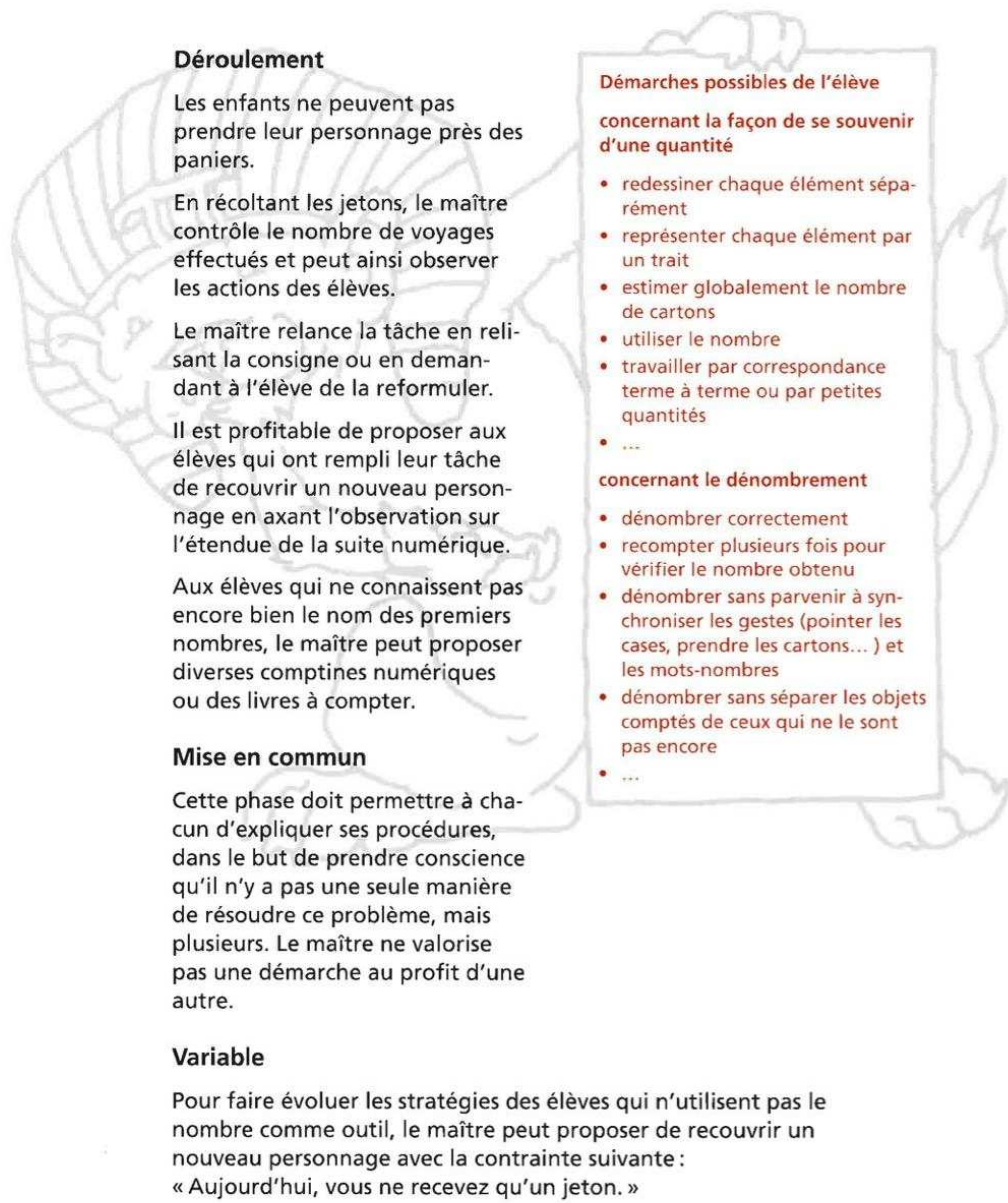 Déroulement
Les enfants ne peuvent pas
prendre leur personnage près des
paniers.
En récoltant les jetons, le maître
contrôle le nombre de voyages
effectués et peut ainsi observer
les actions des élèves.
Le maître relance la tâche en reli-
sant la consigne ou en deman-
dant à l'élève de la reformuler.
Il est profitable de proposer aux
élèves qui ont rempli leur tâche
de recouvrir un nouveau person-
nage en axant l'observation sur
l'étendue de la suite numérique.
Aux élèves qui ne connaissent pas
encore bien le nom des premiers
nombres, le maître peut proposer
diverses comptines numériques
ou des livres à compter.
Mise en commun
Cette phase doit permettre à cha-
cun d'expliquer ses procédures,
dans le but de prendre conscience
qu'il n'y a pas une seule manière
de résoudre ce problème, mais
plusieurs. Le maître ne valorise
pas une démarche au profit d'une
autre.
Variable
Pour faire évoluer les stratégies des élèves qui n'utilisent pas le
nombre comme outil, le maître peut proposer de recouvrir un
nouveau personnage avec la contrainte suivante :
« Aujourd'hui, vous ne recevez qu'un jeton. »
Démarches possibles de l'élève
concernant la façon de se souvenir
d'une quantité
• redessiner chaque élément sépa-
rément
• représenter chaque élément par
un trait
• estimer globalement le nombre
de cartons
• utiliser le nombre
• travailler par correspondance
terme à terme ou par petites
quantités
• ...
concernant le dénombrement
• dénombrer correctement
• recompter plusieurs fois pour
vérifier le nombre obtenu
• dénombrer sans parvenir à syn-
chroniser les gestes (pointer les
cases, prendre les cartons... ) et
les mots-nombres
• dénombrer sans séparer les objets
comptés de ceux qui ne le sont
pas encore
• ...